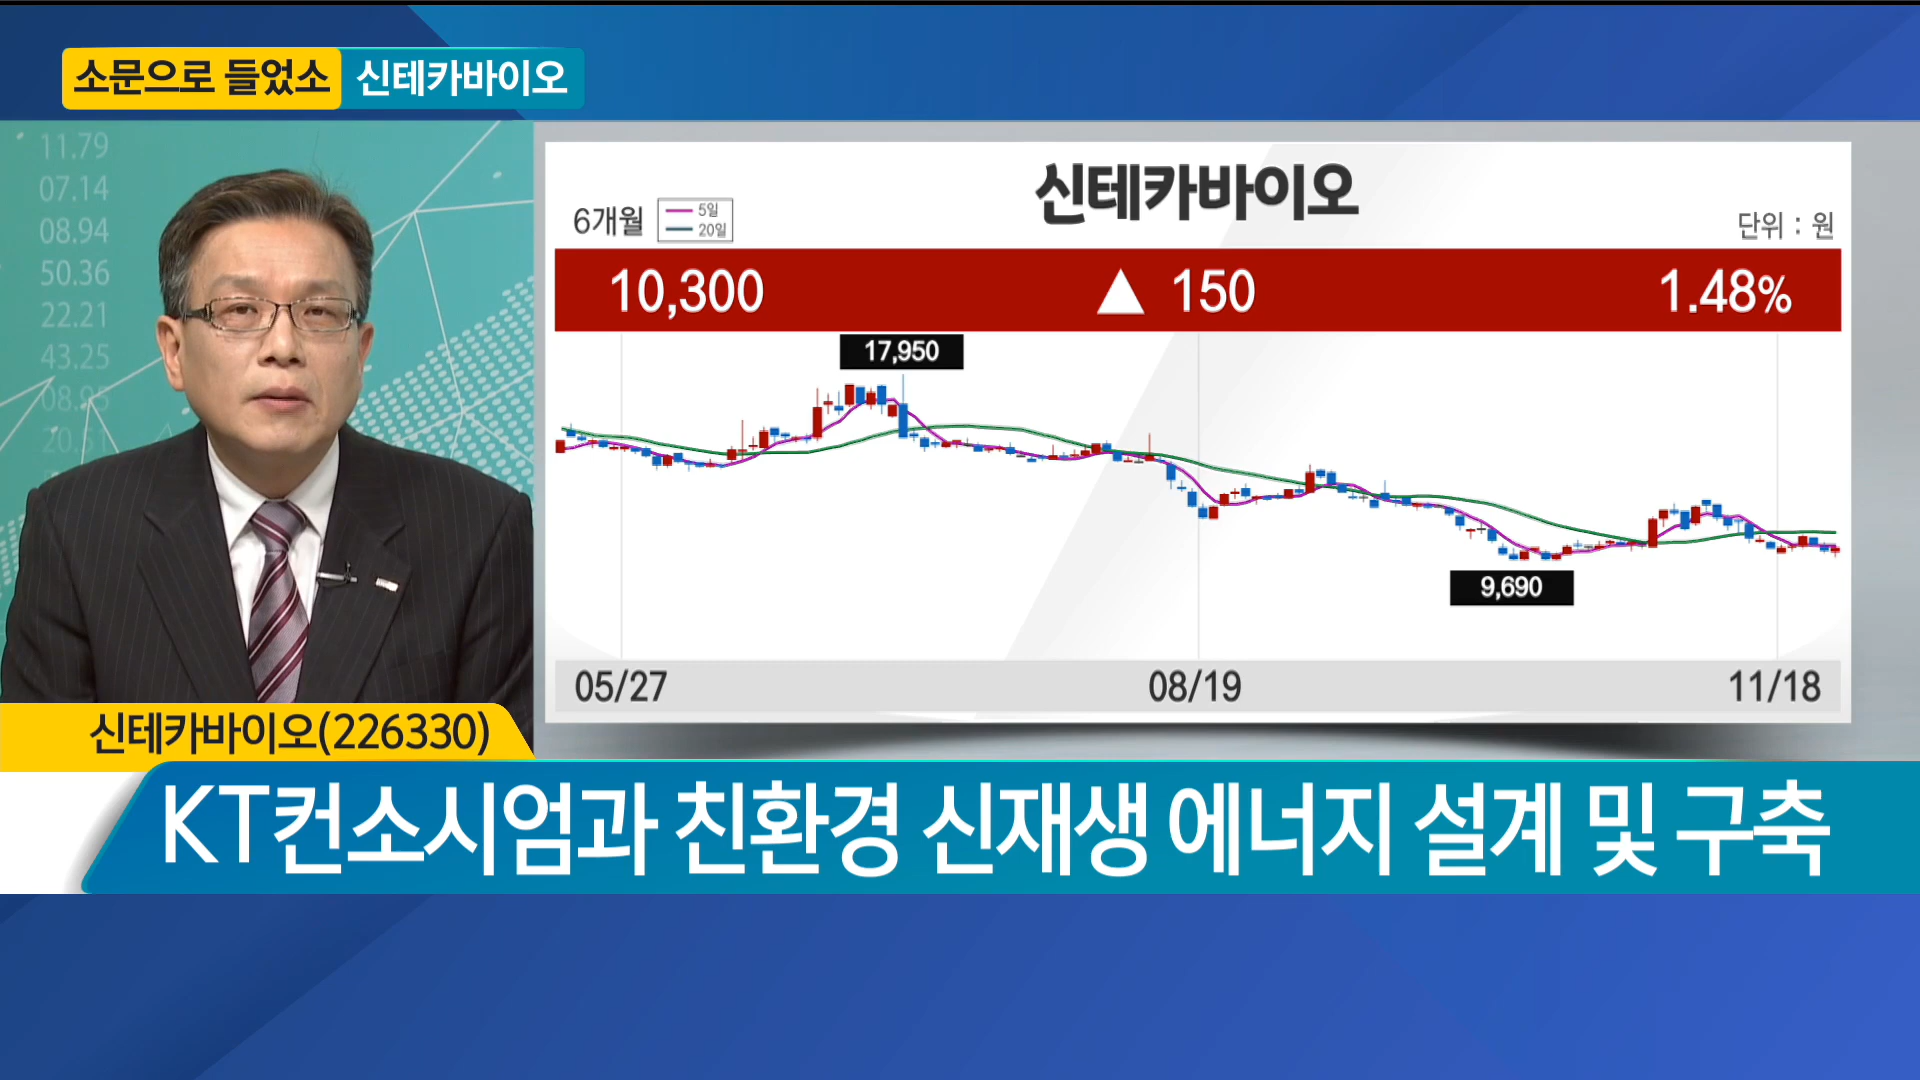 소문으로 들었소 신테카바이오
11.79
07.14
08.94
50.36
22.21
43.25
08.95
신테카바이오
6개월
5일
20일
단위 : 원
10,300 ▲ 150 1.48%
17,950
9,690
05/27 08/19 11/18
신테카바이오(226330)
KT컨소시엄과 친환경 신재생 에너지 설계 및 구축